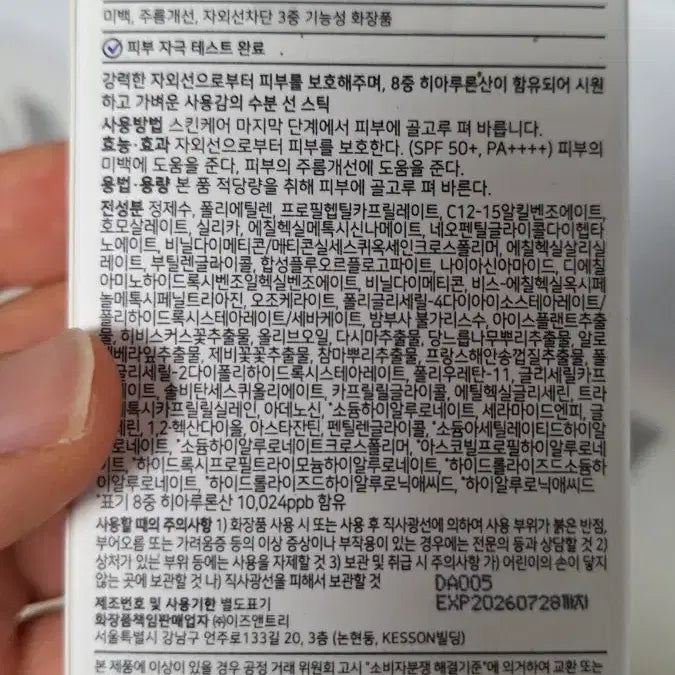 미백, 주름개선, 자외선차단 3중 기능성 화장품
피부 자극 테스트 완료
강력한 자외선으로부터 피부를 보호해주며, 8중 히아루론산이 함유되어 시원
하고 가벼운 사용감의 수분 선 스틱
사용방법 스킨케어 마지막 단계에서 피부에 골고루 펴 바릅니다.
효능·효과 자외선으로부터 피부를 보호한다. (SPF 50+, PA++++) 피부의
미백에 도움을 준다, 피부의 주름개선에 도움을 준다.
용법·용량 본 품 적당량을 취해 피부에 골고루 펴 바른다.
전성분 정제수, 폴리에틸렌, 프로필헵틸카프릴레이트, C12-15알킬벤조에이트,
호모살레이트, 실리카, 에칠헥실메톡시신나메이트, 네오펜틸글라이콜다이헵타
노에이트, 비닐다이메티콘/메티콘실세스퀴옥세인크로스폴리머, 에칠헥실살리실
레이트, 부틸렌글라이콜, 합성플루오르플로고파이트, 나이아신아마이드, 디에칠
아미노하이드록시벤조일헥실벤조에이트, 비닐다이메티콘, 비스-에칠헥실옥시페
놀메톡시페닐트리아진, 오조케라이트, 폴리글리세릴-4다이아이소스테아레이트/
폴리하이드록시스테아레이트/세바케이트, 밤부사 불가리스수, 아이스플랜트추출
물, 히비스커스꽃추출물, 올리브오일, 다시마추출물, 당느릅나무뿌리추출물, 알로
에베라잎추출물, 제비꽃꽃추출물, 참마뿌리추출물, 프랑스해안송껍질추출물, 폴
리글리세릴-2다이폴리하이드록시스테아레이트, 폴리우레탄-11, 글리세릴카프
릴레이트, 솔비탄세스퀴올리에이트, 카프릴릴글라이콜, 에틸헥실글리세린, 트라
이에톡시카프릴릴실레인, 아데노신, *소듐하이알루로네이트, 세라마이드엔피, 글
리세린, 1,2-헥산다이올, 아스타잔틴, 펜틸렌글라이콜, *소듐아세틸레이티드하이알
루로네이트, *소듐하이알루로네이트크로스폴리머, *아스코빌프로필하이알루로네
이트, *하이드록시프로필트라이모늄하이알루로네이트, *하이드롤라이즈드소듐하
이알루로네이트, *하이드롤라이즈드하이알루로닉애씨드, *하이알루로닉애씨드
*표기 8중 히아루론산 10,024ppb 함유
사용할 때의 주의사항 1) 화장품 사용 시 또는 사용 후 직사광선에 의하여 사용 부위가 붉은 반점,
부어오름 또는 가려움증 등의 이상 증상이나 부작용이 있는 경우에는 전문의 등과 상담할 것 2)
상처가 있는 부위 등에는 사용을 자제할 것 3) 보관 및 취급 시 주의사항 가) 어린이의 손이 닿지
않는 곳에 보관할 것 나) 직사광선을 피해서 보관할 것
DA005
제조번호 및 사용기한 별도표기
EXP20260728까지
화장품책임판매업자 ㈜이즈앤트리
서울특별시 강남구 언주로133길 20, 3층 (논현동, KESSON빌딩)
본 제품에 이상이 있을 경우 공정 거래 위원회 고시 "소비자분쟁 해결기준"에 의거하여 교환 또는